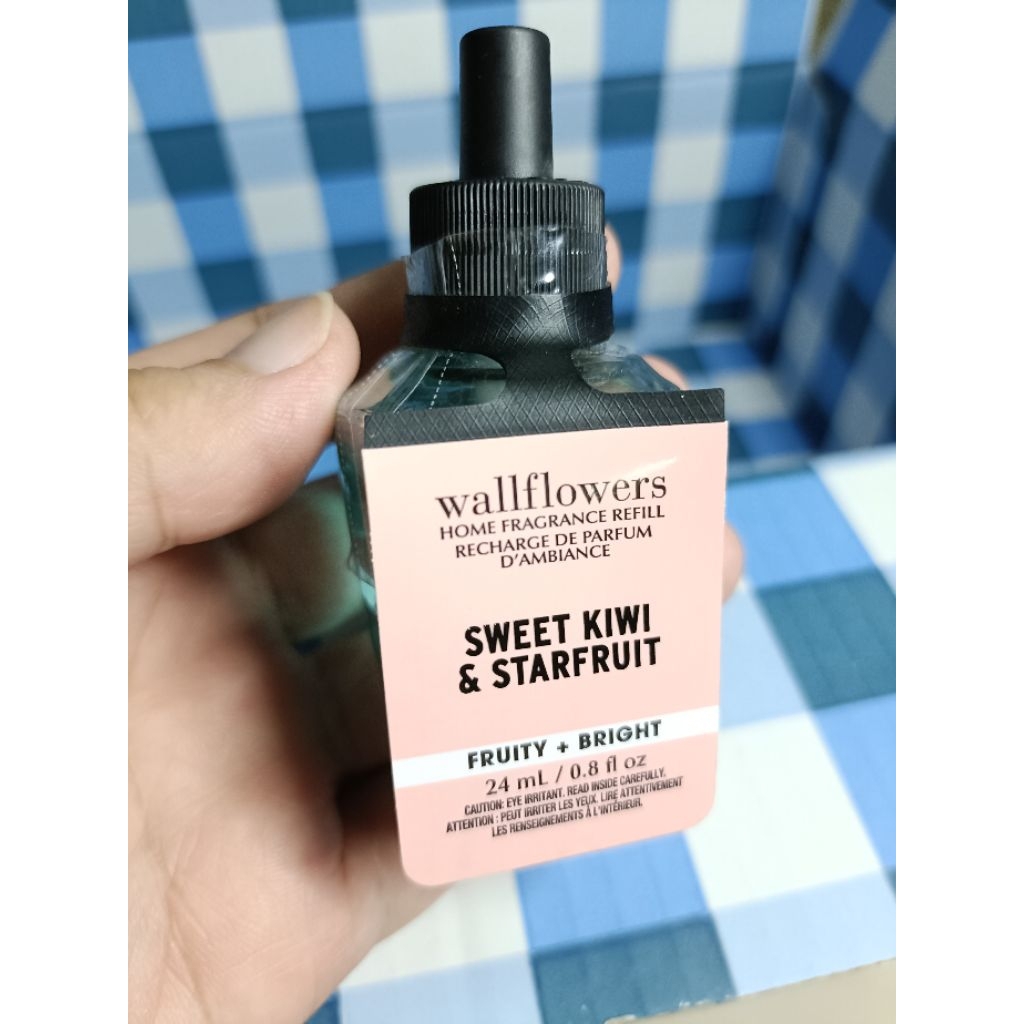 wallflowers
HOME FRAGRANCE REFILL
RECHARGE DE PARFUM
D'AMBIANCE
SWEET KIWI
& STARFRUIT
FRUITY + BRIGHT
24 mL / 0.8 fl oz
CAUTION: EYE IRRITANT. READ INSIDE CAREFULLY.
ATTENTION : PEUT IRRITER LES YEUX. LIRE ATTENTIVEMENT
LES RENSEIGNEMENTS À L'INTÉRIEUR.